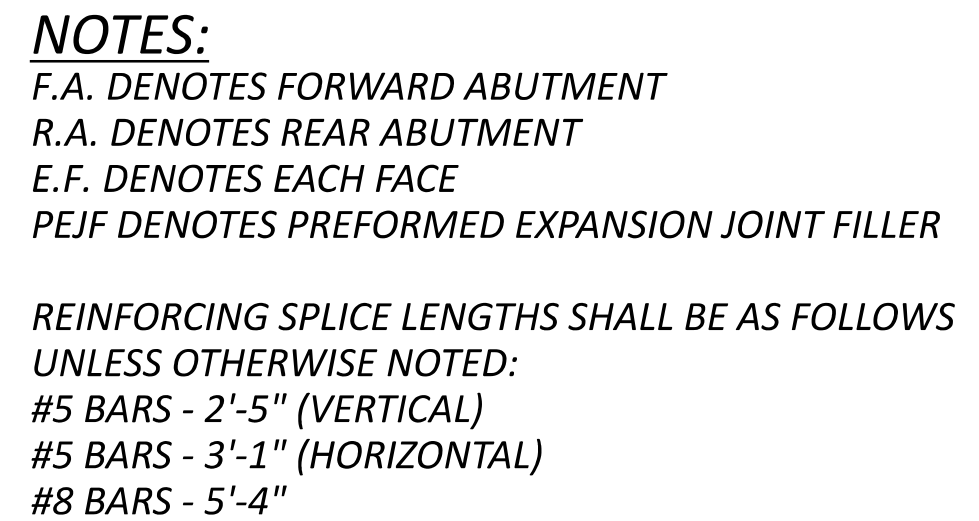 NOTES:
F.A. DENOTES FORWARD ABUTMENT
R.A. DENOTES REAR ABUTMENT
E.F. DENOTES EACH FACE
PEJF DENOTES PREFORMED EXPANSION JOINT FILLER
REINFORCING SPLICE LENGTHS SHALL BE AS FOLLOWS
UNLESS OTHERWISE NOTED:
#5 BARS - 2'-5" (VERTICAL)
#5 BARS - 3'-1" (HORIZONTAL)
#8 BARS - 5'-4"